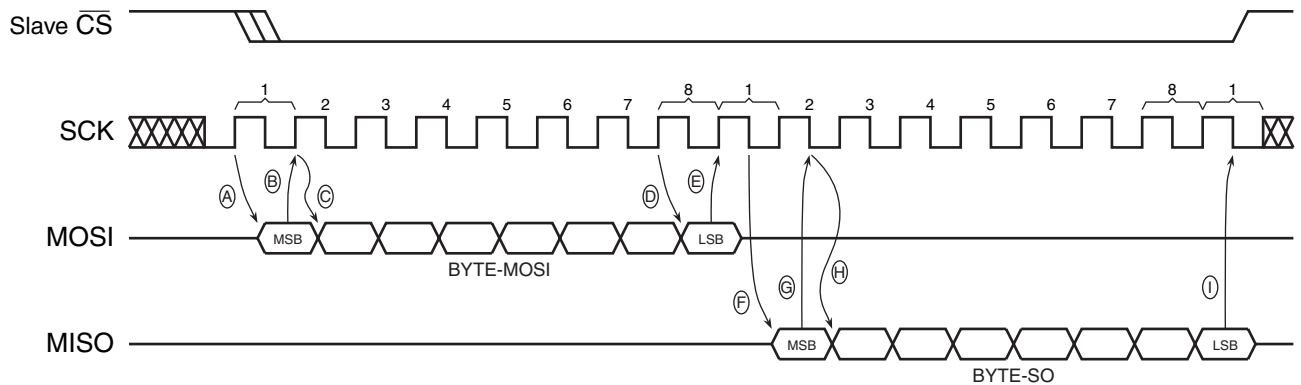 Slave CS
1 2 3 4 5 6 7 8 1 2 3 4 5 6 7 8 1
SCK
A B C D E
MOSI MSB LSB
BYTE-MOSI
F G H I
MISO MSB LSB
BYTE-SO